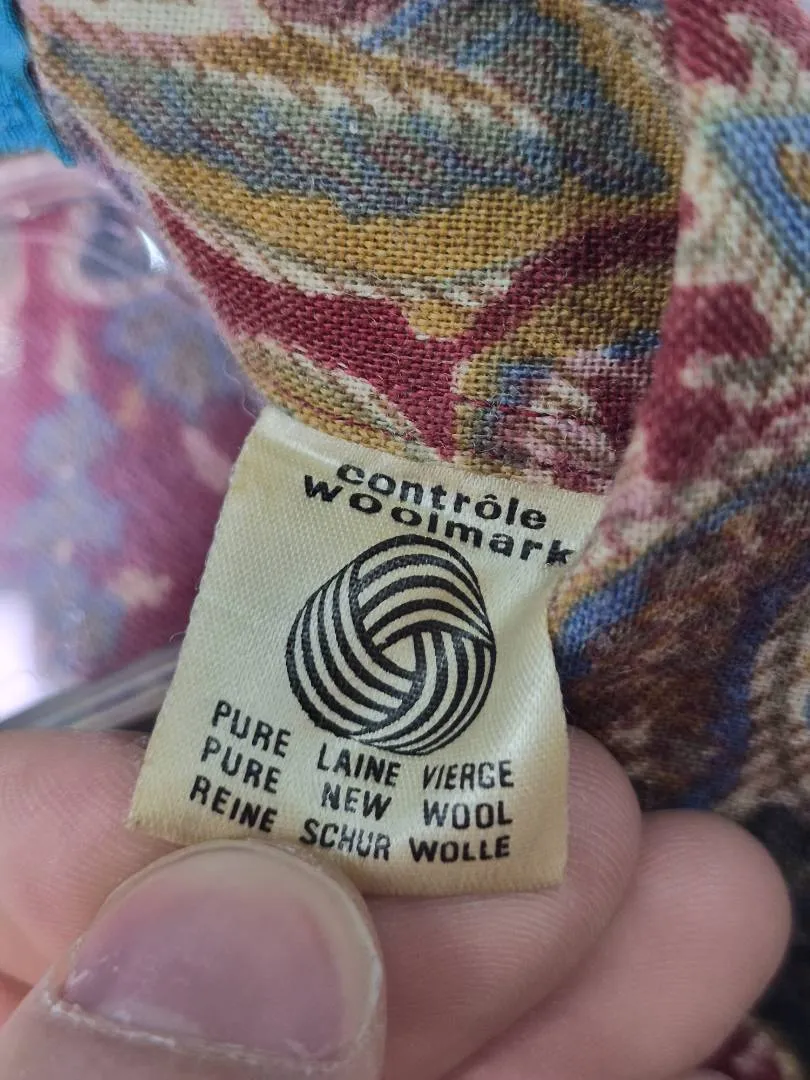 contrôle
woolmark
PURE LAINE VIERGE
PURE NEW WOOL
REINE SCHUR WOLLE